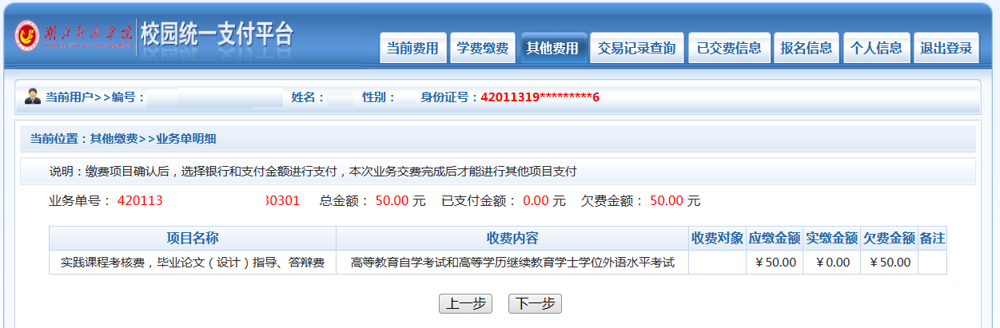 湖北经济学院 校园统一支付平台
当前费用 学费缴费 其他费用 交易记录查询 已交费信息 报名信息 个人信息 退出登录
当前用户>>编号： 姓名： 性别： 身份证号：42011319*********6
当前位置：其他缴费>>业务单明细
说明：缴费项目确认后，选择银行和支付金额进行支付，本次业务交费完成后才能进行其他项目支付
业务单号： 420113 30301 总金额： 50.00 元 已支付金额： 0.00 元 欠费金额： 50.00 元
项目名称 收费内容 收费对象 应缴金额 实缴金额 欠费金额 备注
实践课程考核费，毕业论文（设计）指导、答辩费 高等教育自学考试和高等学历继续教育学士学位外语水平考试 ￥50.00 ￥0.00 ￥50.00
上一步 下一步